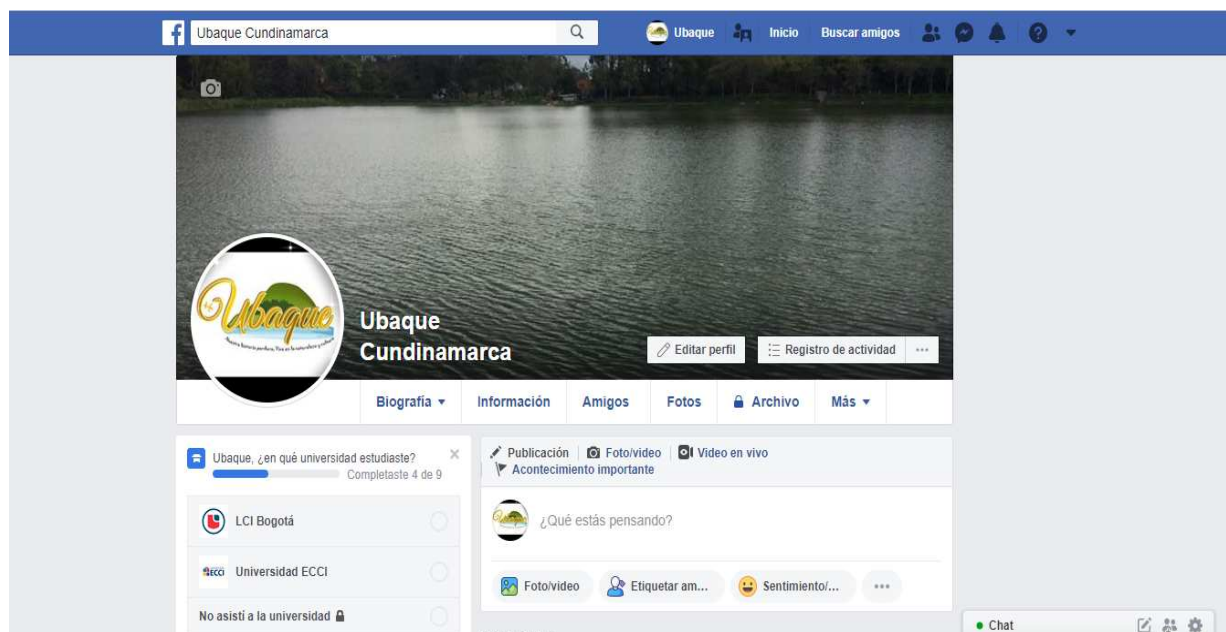 Ubaque Cundinamarca
Ubaque
Inicio
Buscar amigos
Ubaque
Ubaque
Cundinamarca
Editar perfil
Registro de actividad
Biografía
Información
Amigos
Fotos
Archivo
Más
Ubaque, ¿en qué universidad estudiaste?
Completaste 4 de 9
LCI Bogotá
ECCI
Universidad ECCI
No asistí a la universidad
Publicación
Foto/video
Video en vivo
Acontecimiento importante
¿Qué estás pensando?
Foto/video
Etiquetar am...
Sentimiento/...
Chat